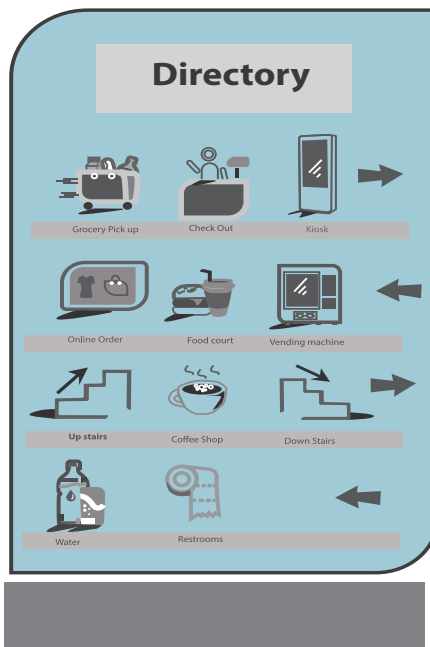 Directory
Grocery Pick up
Check Out
Kiosk
Online Order
Food court
Vending machine
Up stairs
Coffee Shop
Down Stairs
Water
Restrooms